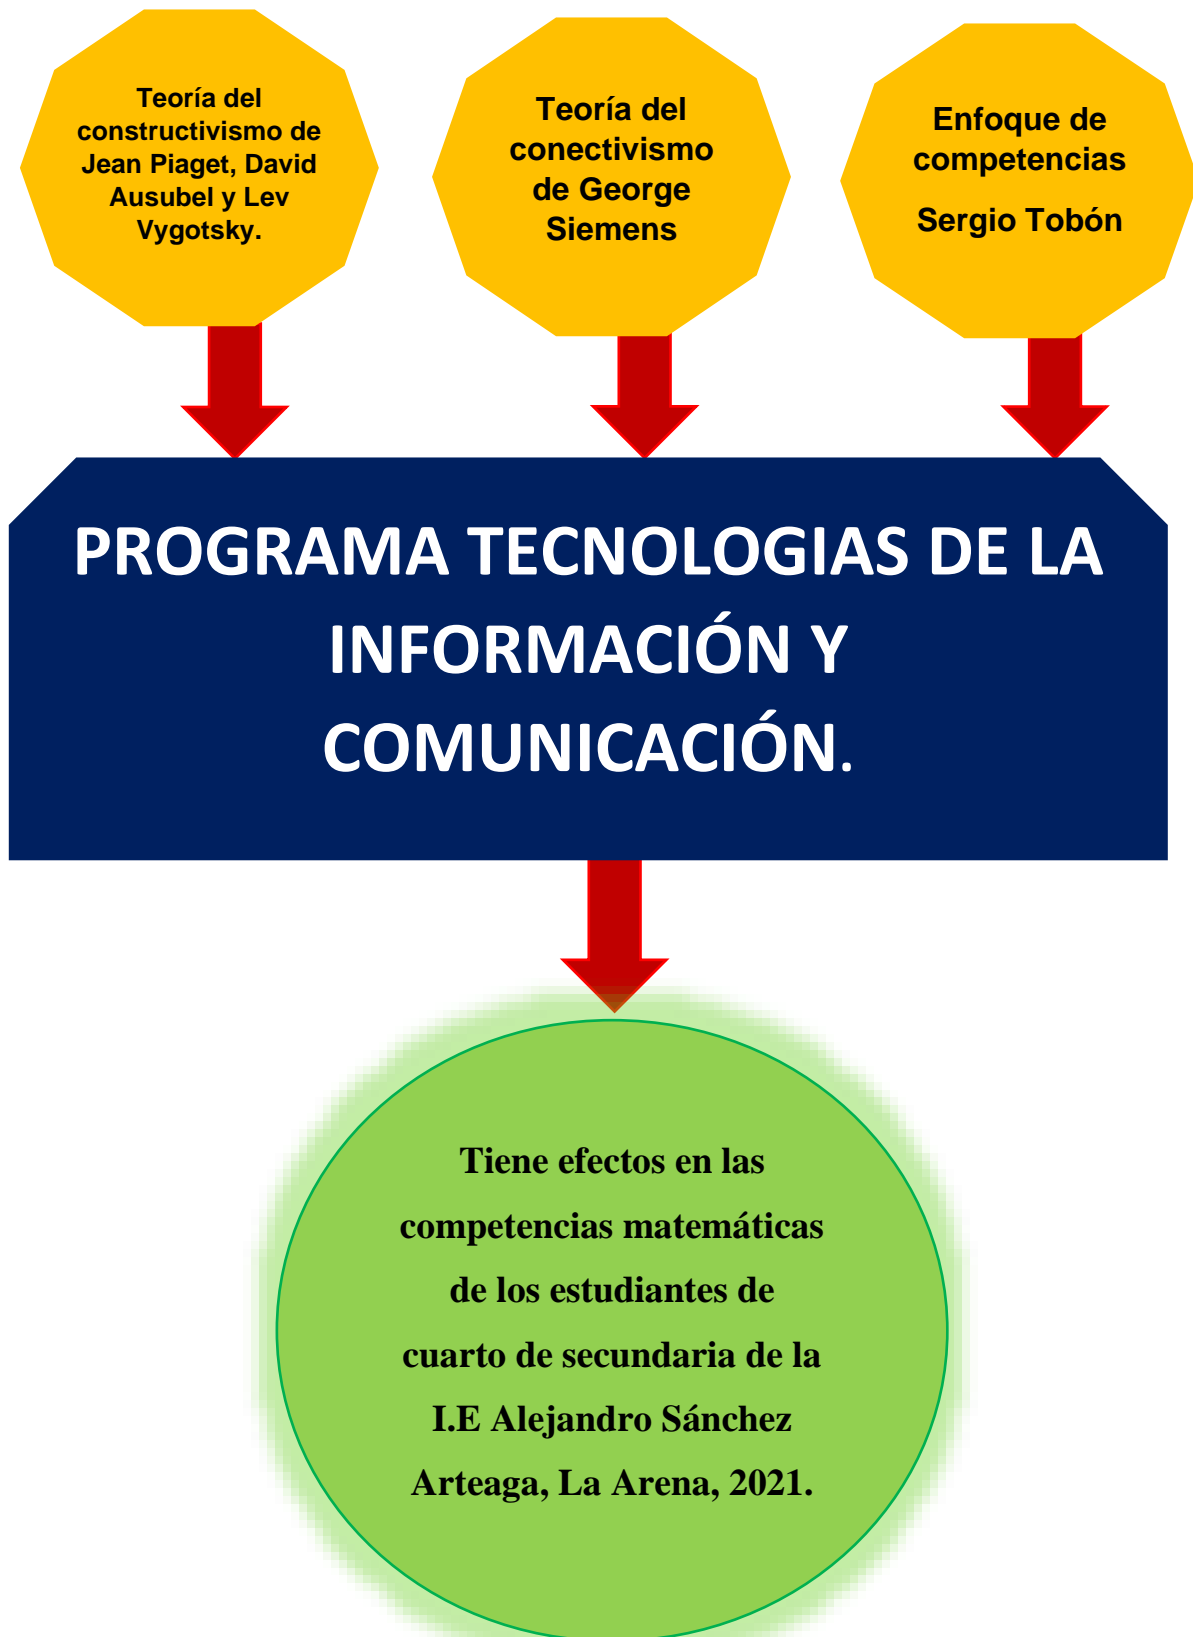 Teoría del
constructivismo de
Jean Piaget, David
Ausubel y Lev
Vygotsky.
Teoría del
conectivismo
de George
Siemens
Enfoque de
competencias
Sergio Tobón
PROGRAMA TECNOLOGIAS DE LA
INFORMACIÓN Y
COMUNICACIÓN.
Tiene efectos en las
competencias matemáticas
de los estudiantes de
cuarto de secundaria de la
I.E Alejandro Sánchez
Arteaga, La Arena, 2021.